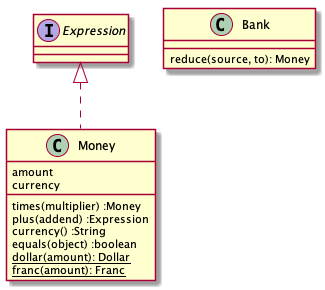 I Expression
C Bank
reduce(source, to): Money
C Money
amount
currency
times(multiplier) :Money
plus(addend) :Expression
currency() :String
equals(object) :boolean
dollar(amount): Dollar
franc(amount): Franc